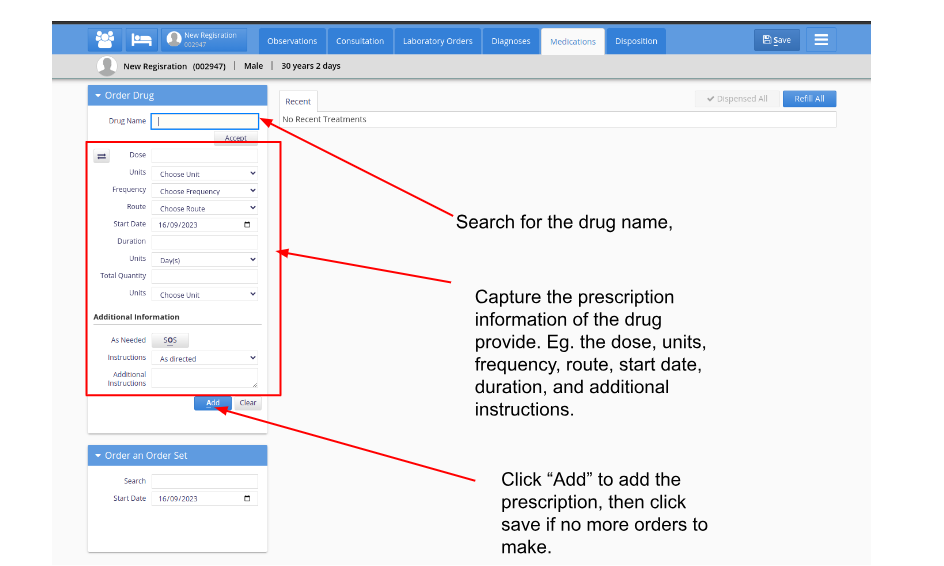 New Regisration
002947
Observations
Consultation
Laboratory Orders
Diagnoses
Medications
Disposition
Save
New Regisration (002947) | Male | 30 years 2 days
Order Drug
Drug Name
Accept
Dose
Units Choose Unit
Frequency Choose Frequency
Route Choose Route
Start Date 16/09/2023
Duration
Units Day(s)
Total Quantity
Units Choose Unit
Additional Information
As Needed SOS
Instructions As directed
Additional
Instructions
Add Clear
Order an Order Set
Search
Start Date 16/09/2023
Recent
Dispensed All
Refill All
No Recent Treatments
Search for the drug name,
Capture the prescription
information of the drug
provide. Eg. the dose, units,
frequency, route, start date,
duration, and additional
instructions.
Click “Add” to add the
prescription, then click
save if no more orders to
make.